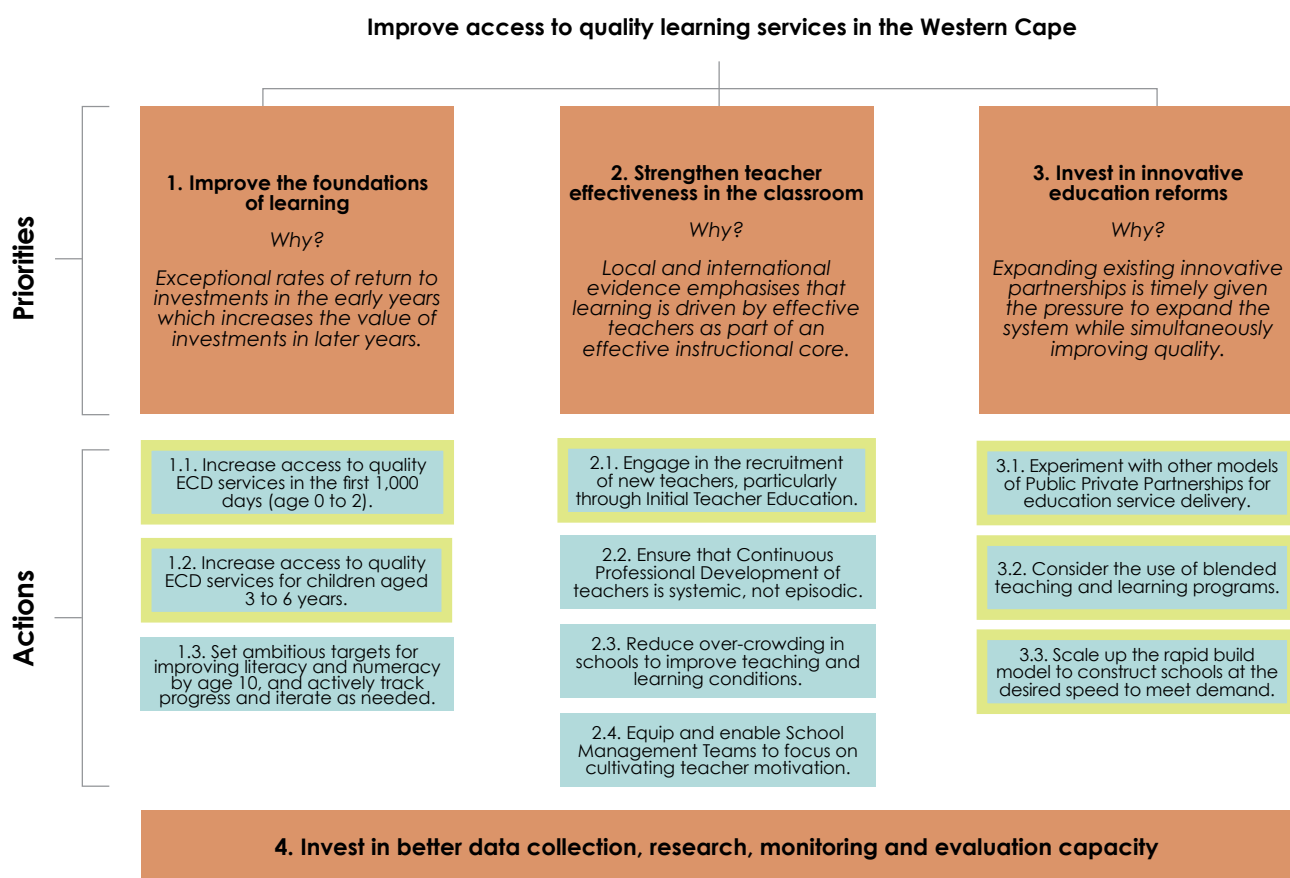 Improve access to quality learning services in the Western Cape
Priorities
1. Improve the foundations
of learning
Why?
Exceptional rates of return to
investments in the early years
which increases the value of
investments in later years.
2. Strengthen teacher
effectiveness in the classroom
Why?
Local and international
evidence emphasises that
learning is driven by effective
teachers as part of an
effective instructional core.
3. Invest in innovative
education reforms
Why?
Expanding existing innovative
partnerships is timely given
the pressure to expand the
system while simultaneously
improving quality.
Actions
1.1. Increase access to quality
ECD services in the first 1,000
days (age 0 to 2).
1.2. Increase access to quality
ECD services for children aged
3 to 6 years.
1.3. Set ambitious targets for
improving literacy and numeracy
by age 10, and actively track
progress and iterate as needed.
2.1. Engage in the recruitment
of new teachers, particularly
through Initial Teacher Education.
2.2. Ensure that Continuous
Professional Development of
teachers is systemic, not episodic.
2.3. Reduce over-crowding in
schools to improve teaching and
learning conditions.
2.4. Equip and enable School
Management Teams to focus on
cultivating teacher motivation.
3.1. Experiment with other models
of Public Private Partnerships for
education service delivery.
3.2. Consider the use of blended
teaching and learning programs.
3.3. Scale up the rapid build
model to construct schools at the
desired speed to meet demand.
4. Invest in better data collection, research, monitoring and evaluation capacity